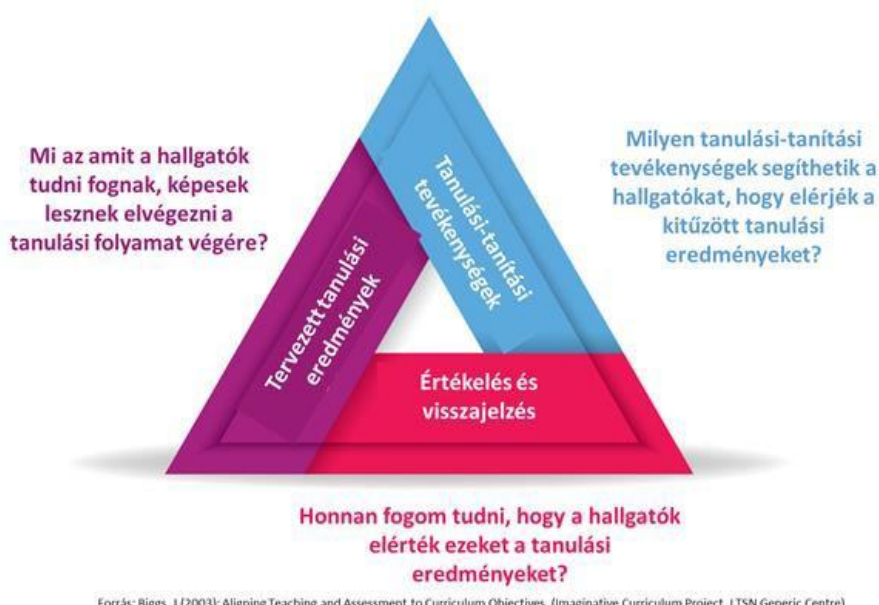 Mi az amit a hallgatók
tudni fognak, képesek
lesznek elvégezni a
tanulási folyamat végére?
Tervezett tanulási
eredmények
Tanulási-tanítási
tevékenységek
Milyen tanulási-tanítási
tevékenységek segíthetik a
hallgatókat, hogy elérjék a
kitűzött tanulási
eredményeket?
Értékelés és
visszajelzés
Honnan fogom tudni, hogy a hallgatók
elérték ezeket a tanulási
eredményeket?
Forrás: Biggs, J (2003): Aligning Teaching and Assessment to Curriculum Objectives, (Imaginative Curriculum Project, LTSN Generic Centre)